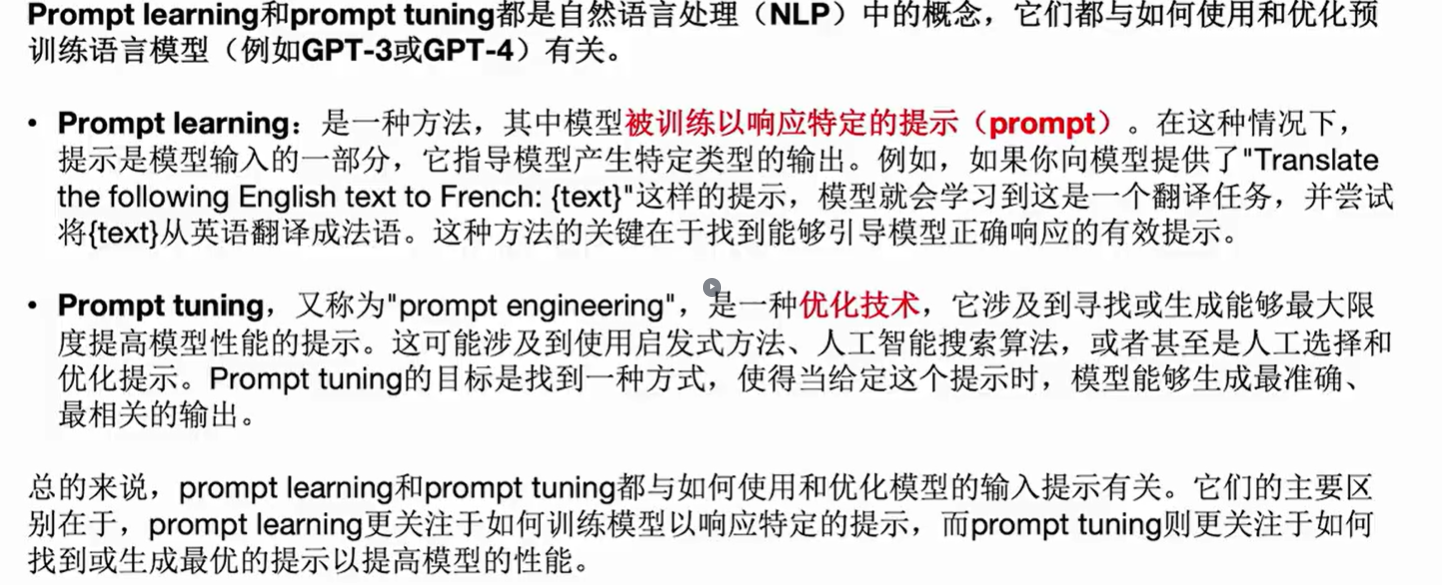 Prompt learning和prompt tuning都是自然语言处理（NLP）中的概念，它们都与如何使用和优化预
训练语言模型（例如GPT-3或GPT-4）有关。
• Prompt learning：是一种方法，其中模型被训练以响应特定的提示（prompt）。在这种情况下，
提示是模型输入的一部分，它指导模型产生特定类型的输出。例如，如果你向模型提供了"Translate
the following English text to French: {text}"这样的提示，模型就会学习到这是一个翻译任务，并尝试
将{text}从英语翻译成法语。这种方法的关键在于找到能够引导模型正确响应的有效提示。
• Prompt tuning，又称为"prompt engineering"，是一种优化技术，它涉及到寻找或生成能够最大限
度提高模型性能的提示。这可能涉及到使用启发式方法、人工智能搜索算法，或者甚至是人工选择和
优化提示。Prompt tuning的目标是找到一种方式，使得当给定这个提示时，模型能够生成最准确、
最相关的输出。
总的来说，prompt learning和prompt tuning都与如何使用和优化模型的输入提示有关。它们的主要区
别在于，prompt learning更关注于如何训练模型以响应特定的提示，而prompt tuning则更关注于如何
找到或生成最优的提示以提高模型的性能。